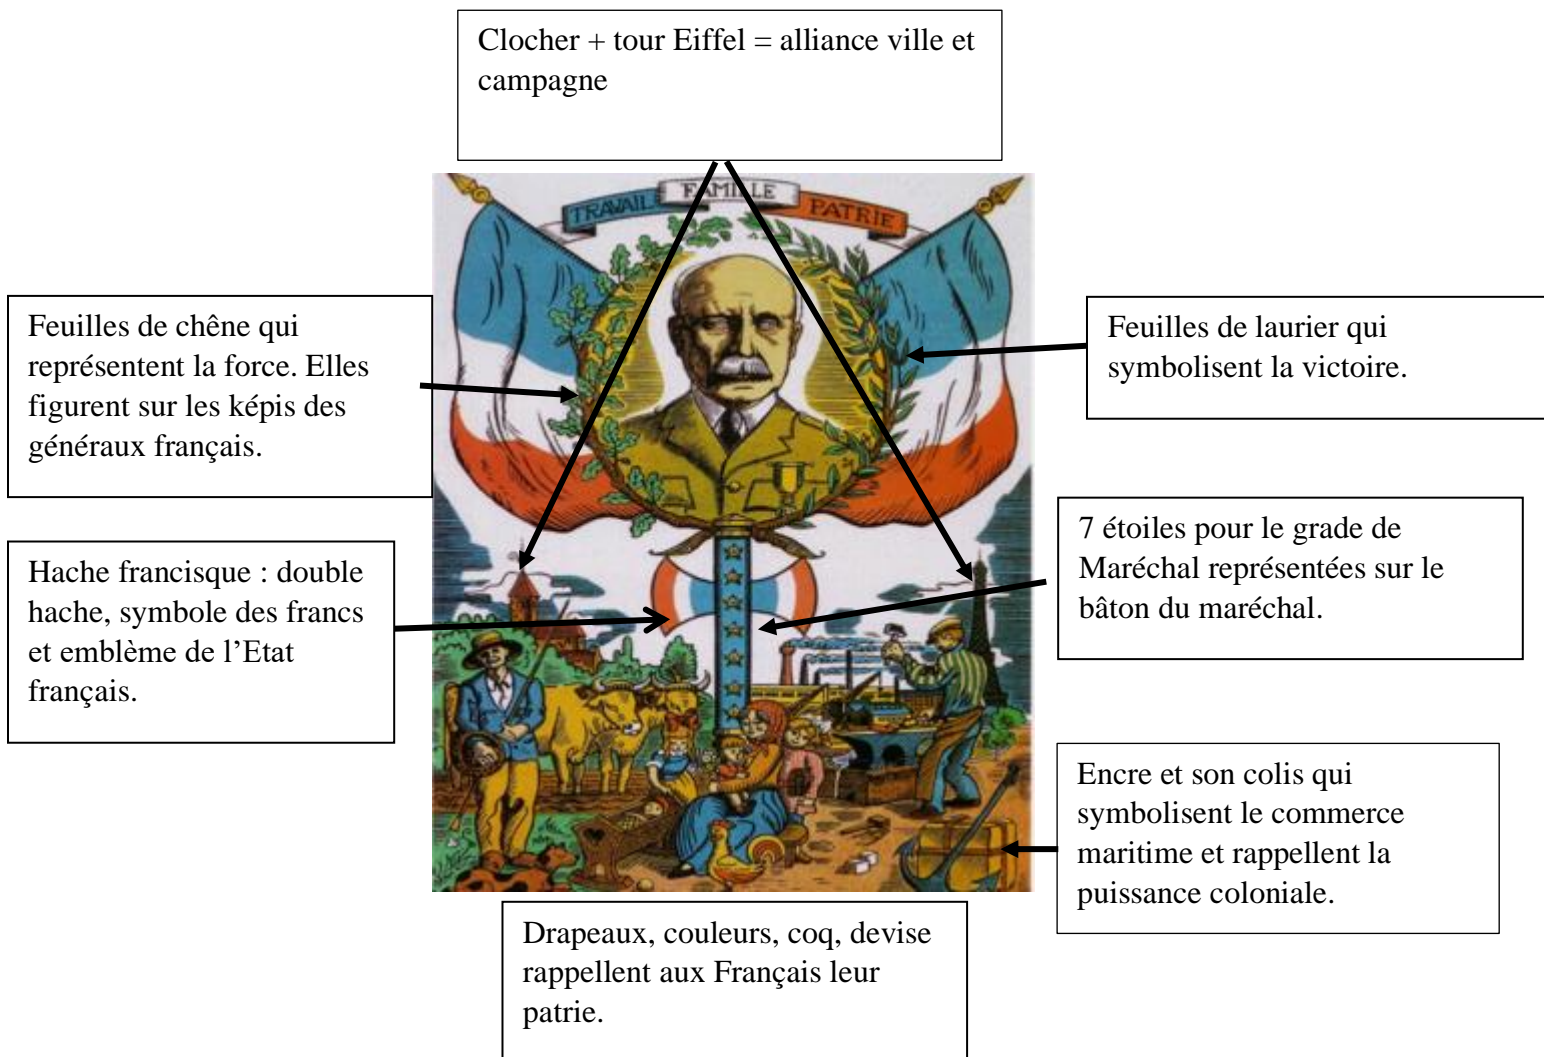 Clocher + tour Eiffel = alliance ville et
campagne
TRAVAIL FAMILLE PATRIE
Feuilles de chêne qui
représentent la force. Elles
figurent sur les képis des
généraux français.
Feuilles de laurier qui
symbolisent la victoire.
Hache francisque : double
hache, symbole des francs
et emblème de l’Etat
français.
7 étoiles pour le grade de
Maréchal représentées sur le
bâton du maréchal.
Encre et son colis qui
symbolisent le commerce
maritime et rappellent la
puissance coloniale.
Drapeaux, couleurs, coq, devise
rappellent aux Français leur
patrie.